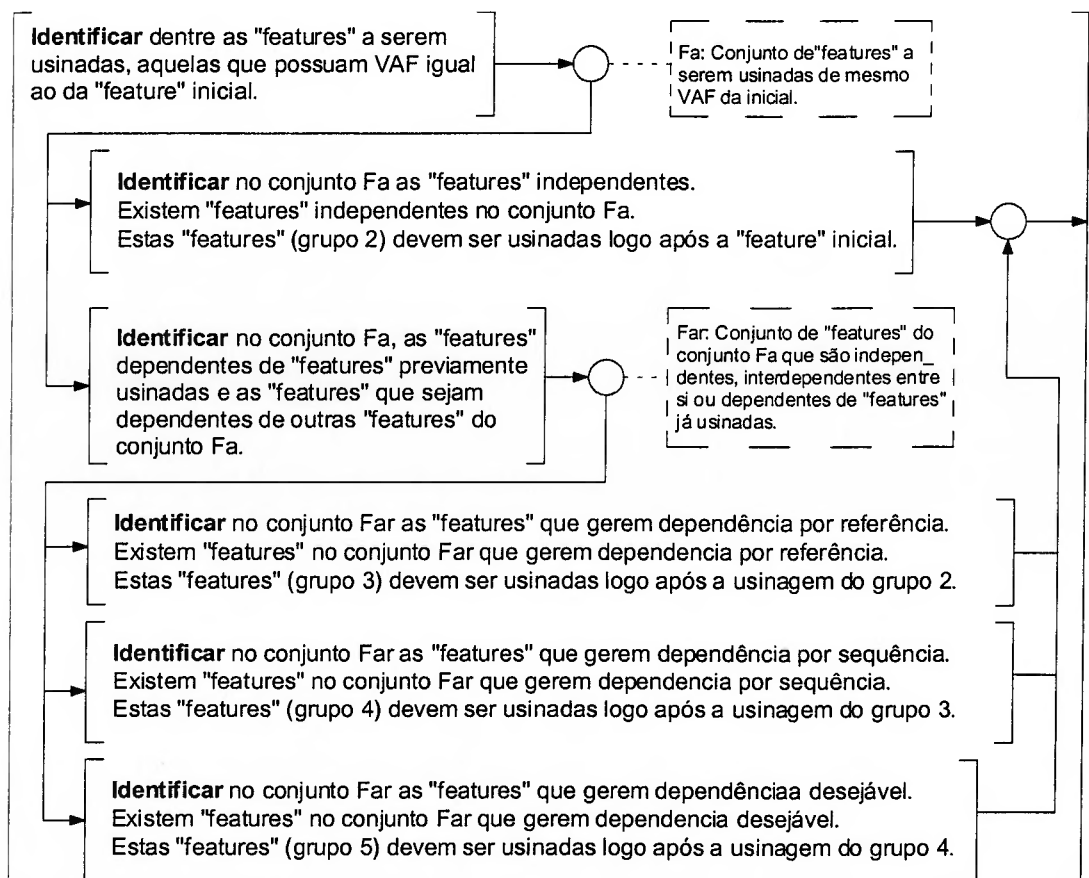 Identificar dentre as "features" a serem
usinadas, aquelas que possuam VAF igual
ao da "feature" inicial.
Fa: Conjunto de"features" a
serem usinadas de mesmo
VAF da inicial.
Identificar no conjunto Fa as "features" independentes.
Existem "features" independentes no conjunto Fa.
Estas "features" (grupo 2) devem ser usinadas logo após a "feature" inicial.
Identificar no conjunto Fa, as "features"
dependentes de "features" previamente
usinadas e as "features" que sejam
dependentes de outras "features" do
conjunto Fa.
Far: Conjunto de "features" do
conjunto Fa que são indepen_
dentes, interdependentes entre
si ou dependentes de "features"
já usinadas.
Identificar no conjunto Far as "features" que gerem dependência por referência.
Existem "features" no conjunto Far que gerem dependencia por referência.
Estas "features" (grupo 3) devem ser usinadas logo após a usinagem do grupo 2.
Identificar no conjunto Far as "features" que gerem dependência por sequência.
Existem "features" no conjunto Far que gerem dependencia por sequência.
Estas "features" (grupo 4) devem ser usinadas logo após a usinagem do grupo 3.
Identificar no conjunto Far as "features" que gerem dependênciaa desejável.
Existem "features" no conjunto Far que gerem dependencia desejável.
Estas "features" (grupo 5) devem ser usinadas logo após a usinagem do grupo 4.